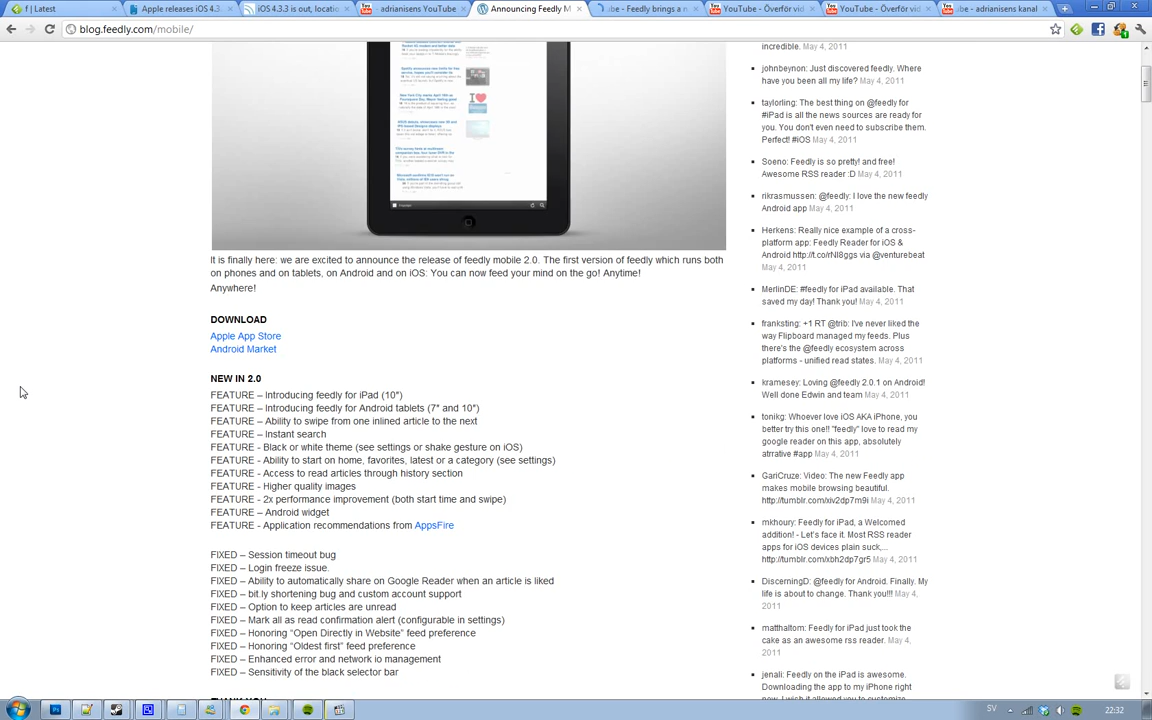 f | Latest
Apple releases iOS 4.3.
iOS 4.3.3 is out, locatio
adrianisens YouTube
Announcing Feedly M
be - Feedly brings a n
YouTube - Överför vid
YouTube - Överför vid
be - adrianisens kanal
blog.feedly.com/mobile/
It is finally here: we are excited to announce the release of feedly mobile 2.0. The first version of feedly which runs both
on phones and on tablets, on Android and on iOS: You can now feed your mind on the go! Anytime!
Anywhere!
DOWNLOAD
Apple App Store
Android Market
NEW IN 2.0
FEATURE – Introducing feedly for iPad (10")
FEATURE – Introducing feedly for Android tablets (7" and 10")
FEATURE – Ability to swipe from one inlined article to the next
FEATURE – Instant search
FEATURE - Black or white theme (see settings or shake gesture on iOS)
FEATURE - Ability to start on home, favorites, latest or a category (see settings)
FEATURE - Access to read articles through history section
FEATURE - Higher quality images
FEATURE - 2x performance improvement (both start time and swipe)
FEATURE – Android widget
FEATURE - Application recommendations from AppsFire
FIXED – Session timeout bug
FIXED – Login freeze issue.
FIXED – Ability to automatically share on Google Reader when an article is liked
FIXED – bit.ly shortening bug and custom account support
FIXED – Option to keep articles are unread
FIXED – Mark all as read confirmation alert (configurable in settings)
FIXED – Honoring "Open Directly in Website" feed preference
FIXED – Honoring "Oldest first" feed preference
FIXED – Enhanced error and network io management
FIXED – Sensitivity of the black selector bar
THANK YOU
incredible. May 4, 2011
johnbeynon: Just discovered feedly. Where
have you been all my life? May 4, 2011
taylorling: The best thing on @feedly for
#iPad is all the news sources are ready for
you. You don't even need to subscribe them.
Perfect! #iOS May 4, 2011
Soeno: Feedly is so pretty! and free!
Awesome RSS reader :D May 4, 2011
rikrasmussen: @feedly: I love the new feedly
Android app May 4, 2011
Herkens: Really nice example of a cross-
platform app: Feedly Reader for iOS &
Android http://t.co/rNI8ggs via @venturebeat
May 4, 2011
MerlinDE: #feedly for iPad available. That
saved my day! Thank you! May 4, 2011
franksting: +1 RT @trib: I've never liked the
way Flipboard managed my feeds. Plus
there's the @feedly ecosystem across
platforms - unified read states. May 4, 2011
kramesey: Loving @feedly 2.0.1 on Android!
Well done Edwin and team May 4, 2011
tonikg: Whoever love iOS AKA iPhone, you
better try this one!! "feedly" love to read my
google reader on this app, absolutely
atrrative #app May 4, 2011
GariCruze: Video: The new Feedly app
makes mobile browsing beautiful.
http://tumblr.com/xiv2dp7m9i May 4, 2011
mkhoury: Feedly for iPad, a Welcomed
addition! - Let's face it. Most RSS reader
apps for iOS devices plain suck,...
http://tumblr.com/xbh2dp7gr5 May 4, 2011
DiscerningD: @feedly for Android. Finally. My
life is about to change. Thank you!!! May 4,
2011
matthaltom: Feedly for iPad just took the
cake as an awesome rss reader. May 4,
2011
jenali: Feedly on the iPad is awesome.
Downloading the app to my iPhone right
SV
22:32